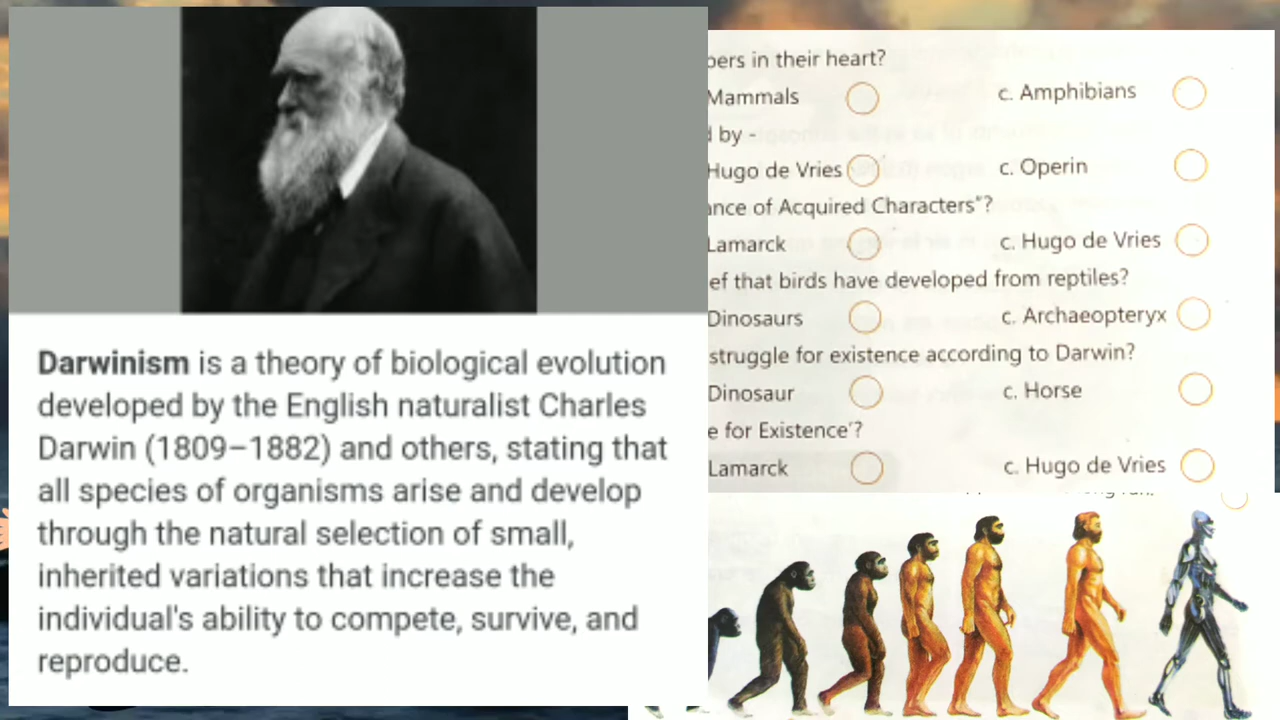 Darwinism is a theory of biological evolution
developed by the English naturalist Charles
Darwin (1809–1882) and others, stating that
all species of organisms arise and develop
through the natural selection of small,
inherited variations that increase the
individual's ability to compete, survive, and
reproduce.
in their heart?
Mammals c. Amphibians
by -
Hugo de Vries c. Operin
of Acquired Characters"?
Lamarck c. Hugo de Vries
that birds have developed from reptiles?
Dinosaurs c. Archaeopteryx
struggle for existence according to Darwin?
Dinosaur c. Horse
for Existence'?
Lamarck c. Hugo de Vries